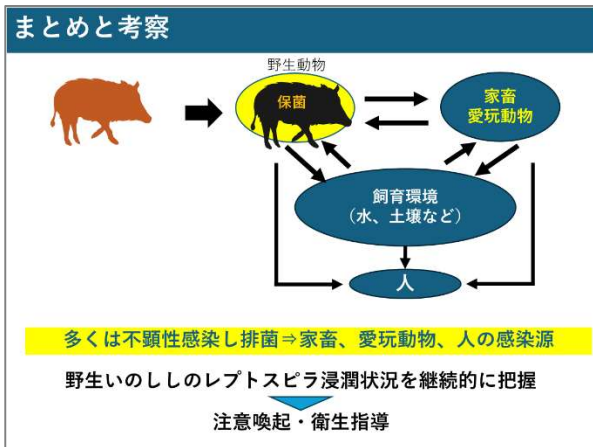 まとめと考察
野生動物
保菌
家畜
愛玩動物
飼育環境
（水、土壌など）
人
多くは不顕性感染し排菌⇒家畜、愛玩動物、人の感染源
野生いのししのレプトスピラ浸潤状況を継続的に把握
注意喚起・衛生指導